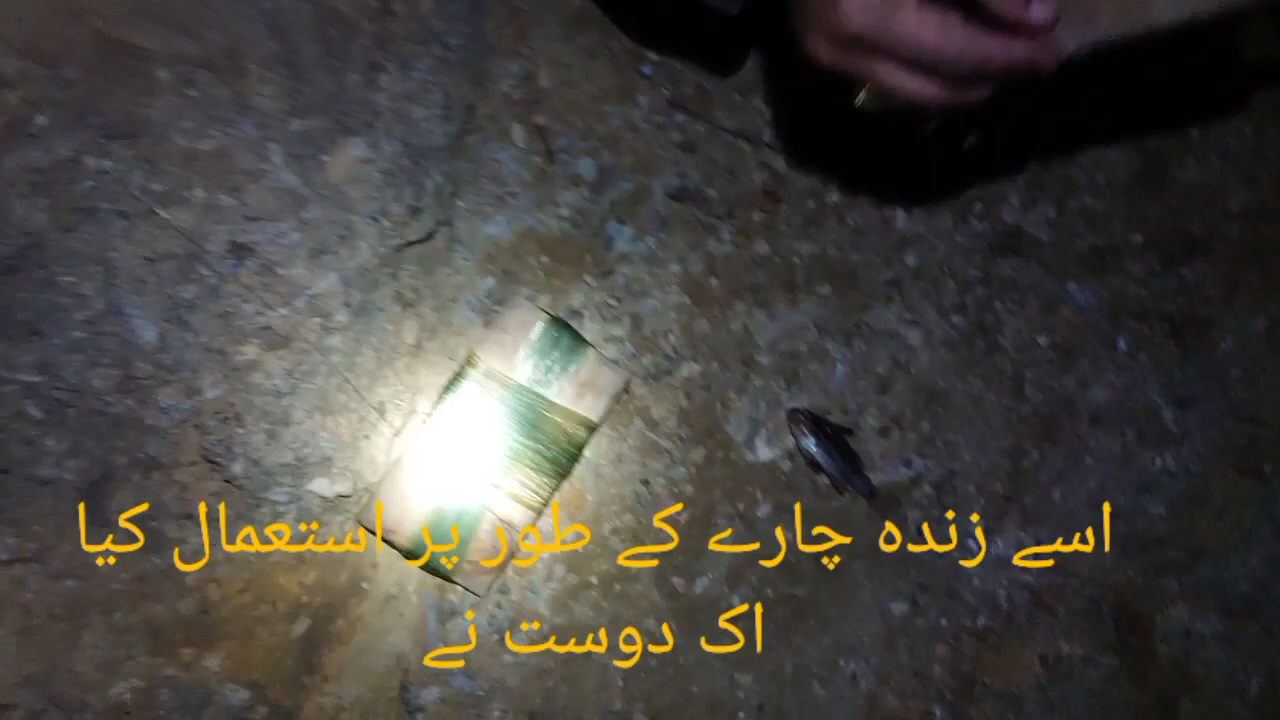 اسے زندہ چارے کے طور پر استعمال کیا
اک دوست نے